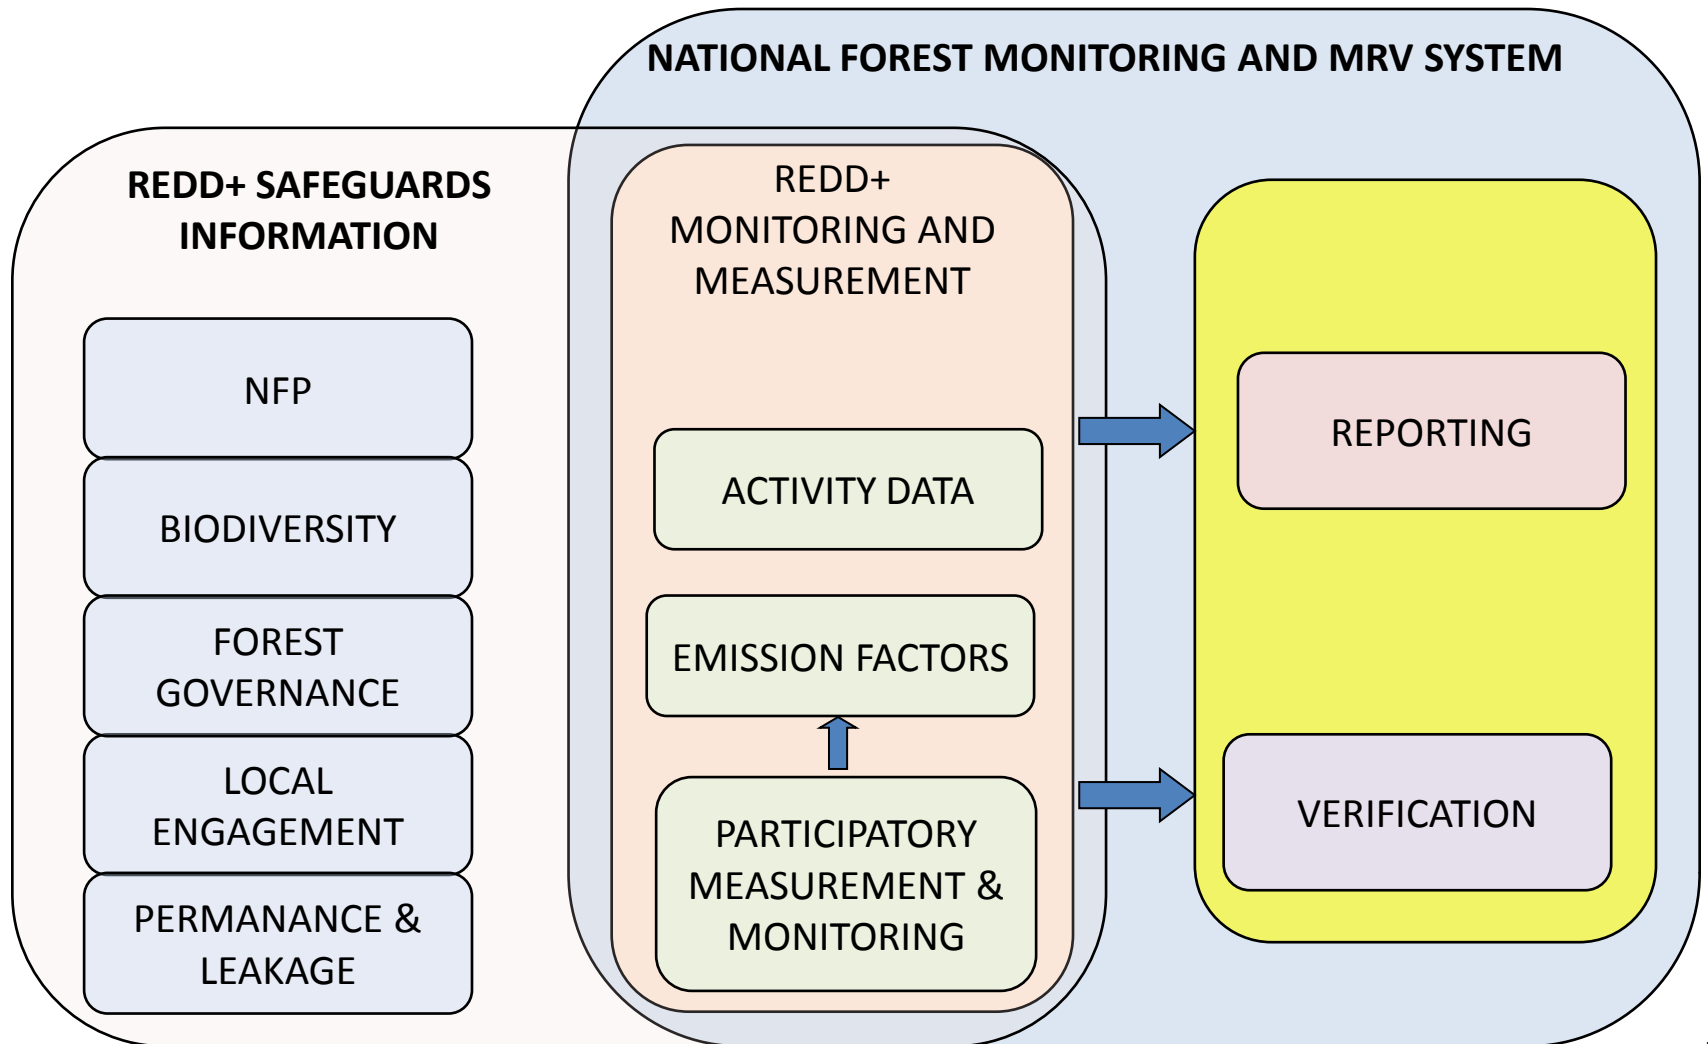 NATIONAL FOREST MONITORING AND MRV SYSTEM
REDD+ SAFEGUARDS
INFORMATION
NFP
BIODIVERSITY
FOREST
GOVERNANCE
LOCAL
ENGAGEMENT
PERMANANCE &
LEAKAGE
REDD+
MONITORING AND
MEASUREMENT
ACTIVITY DATA
EMISSION FACTORS
PARTICIPATORY
MEASUREMENT &
MONITORING
REPORTING
VERIFICATION